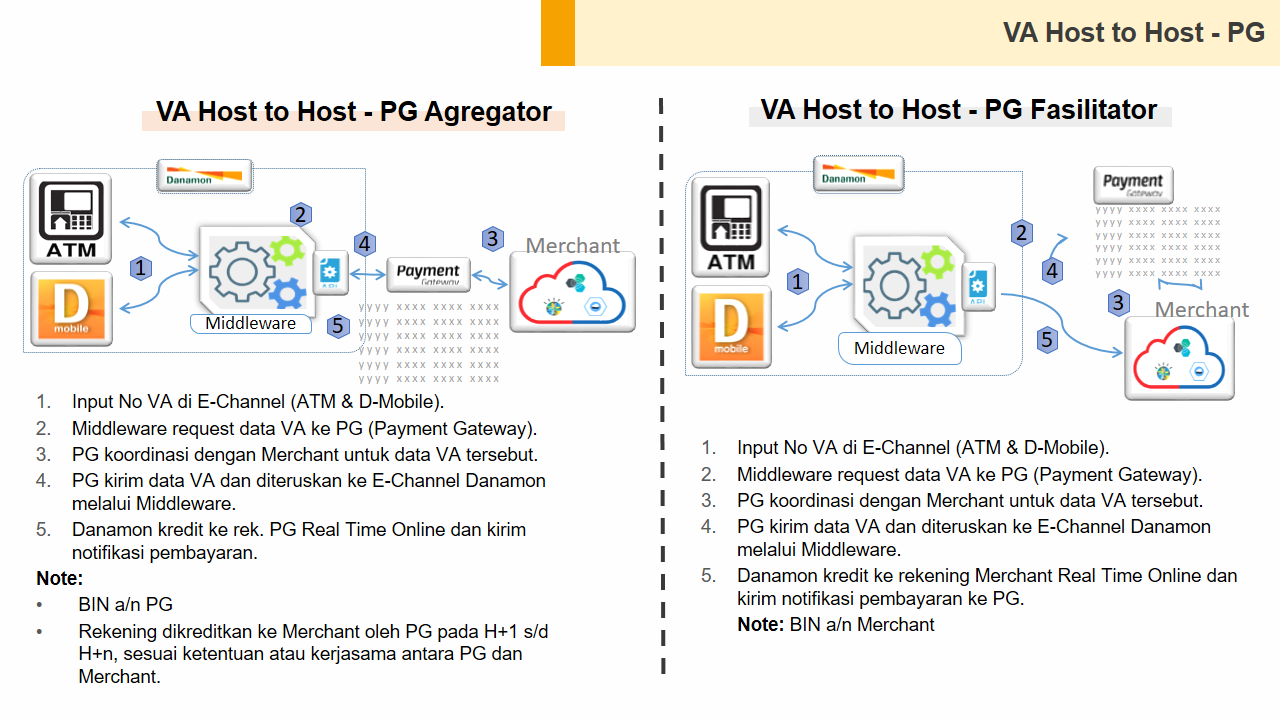 VA Host to Host - PG
VA Host to Host - PG Agregator
Danamon
ATM
D
mobile
1
2
Middleware
API
4
5
Payment
Gateway
3
Merchant
yyyy xxxx xxxx xxxx
yyyy xxxx xxxx xxxx
yyyy xxxx xxxx xxxx
yyyy xxxx xxxx xxxx
yyyy xxxx xxxx xxxx
yyyy xxxx xxxx xxxx
1. Input No VA di E-Channel (ATM & D-Mobile).
2. Middleware request data VA ke PG (Payment Gateway).
3. PG koordinasi dengan Merchant untuk data VA tersebut.
4. PG kirim data VA dan diteruskan ke E-Channel Danamon
melalui Middleware.
5. Danamon kredit ke rek. PG Real Time Online dan kirim
notifikasi pembayaran.
Note:
• BIN a/n PG
• Rekening dikreditkan ke Merchant oleh PG pada H+1 s/d
H+n, sesuai ketentuan atau kerjasama antara PG dan
Merchant.
VA Host to Host - PG Fasilitator
Danamon
ATM
D
mobile
1
2
Middleware
API
4
5
Payment
Gateway
yyyy xxxx xxxx xxxx
yyyy xxxx xxxx xxxx
yyyy xxxx xxxx xxxx
yyyy xxxx xxxx xxxx
yyyy xxxx xxxx xxxx
yyyy xxxx xxxx xxxx
3
Merchant
1. Input No VA di E-Channel (ATM & D-Mobile).
2. Middleware request data VA ke PG (Payment Gateway).
3. PG koordinasi dengan Merchant untuk data VA tersebut.
4. PG kirim data VA dan diteruskan ke E-Channel Danamon
melalui Middleware.
5. Danamon kredit ke rekening Merchant Real Time Online dan
kirim notifikasi pembayaran ke PG.
Note: BIN a/n Merchant